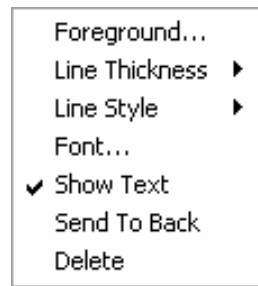 Foreground...
Line Thickness
Line Style
Font...
Show Text
Send To Back
Delete